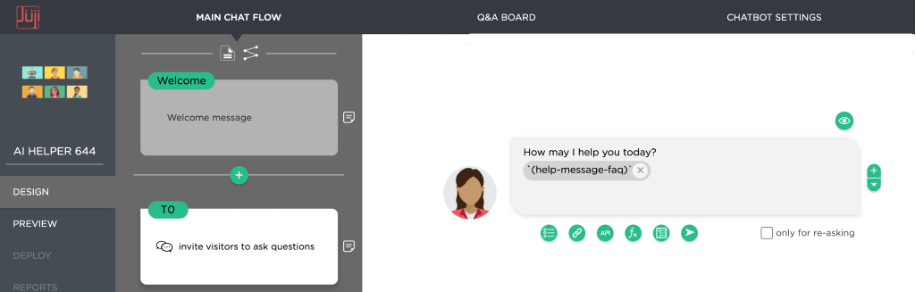 Juji
MAIN CHAT FLOW
Q&A BOARD
CHATBOT SETTINGS
Welcome
Welcome message
AI HELPER 644
DESIGN
PREVIEW
DEPLOY
REPORTS
T0
invite visitors to ask questions
How may I help you today?
`(help-message-faq)`
API
fx
only for re-asking